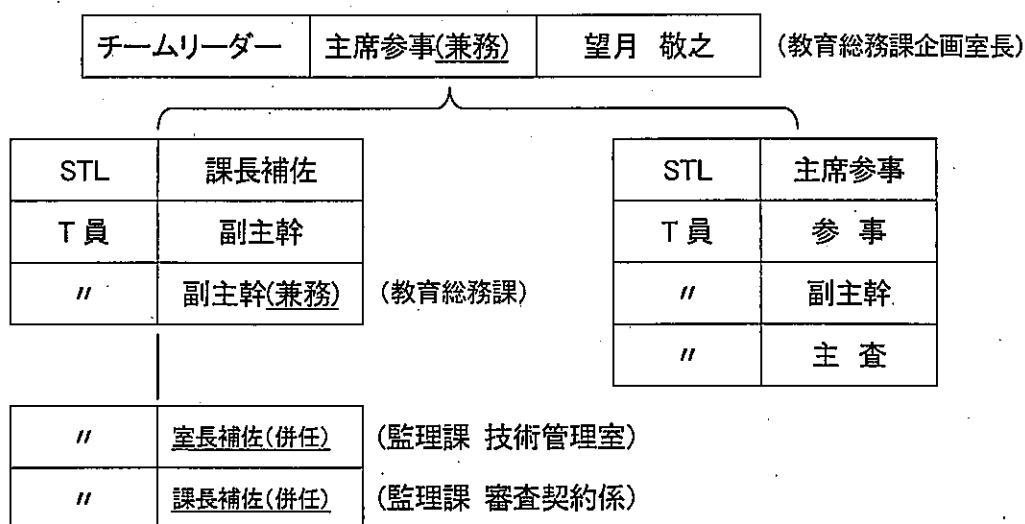 チームリーダー 主席参事(兼務) 望月 敬之 (教育総務課企画室長)
STL 課長補佐
T員 副主幹
〃 副主幹(兼務) (教育総務課)
〃 室長補佐(併任) (監理課 技術管理室)
〃 課長補佐(併任) (監理課 審査契約係)
STL 主席参事
T員 参 事
〃 副主幹
〃 主 査